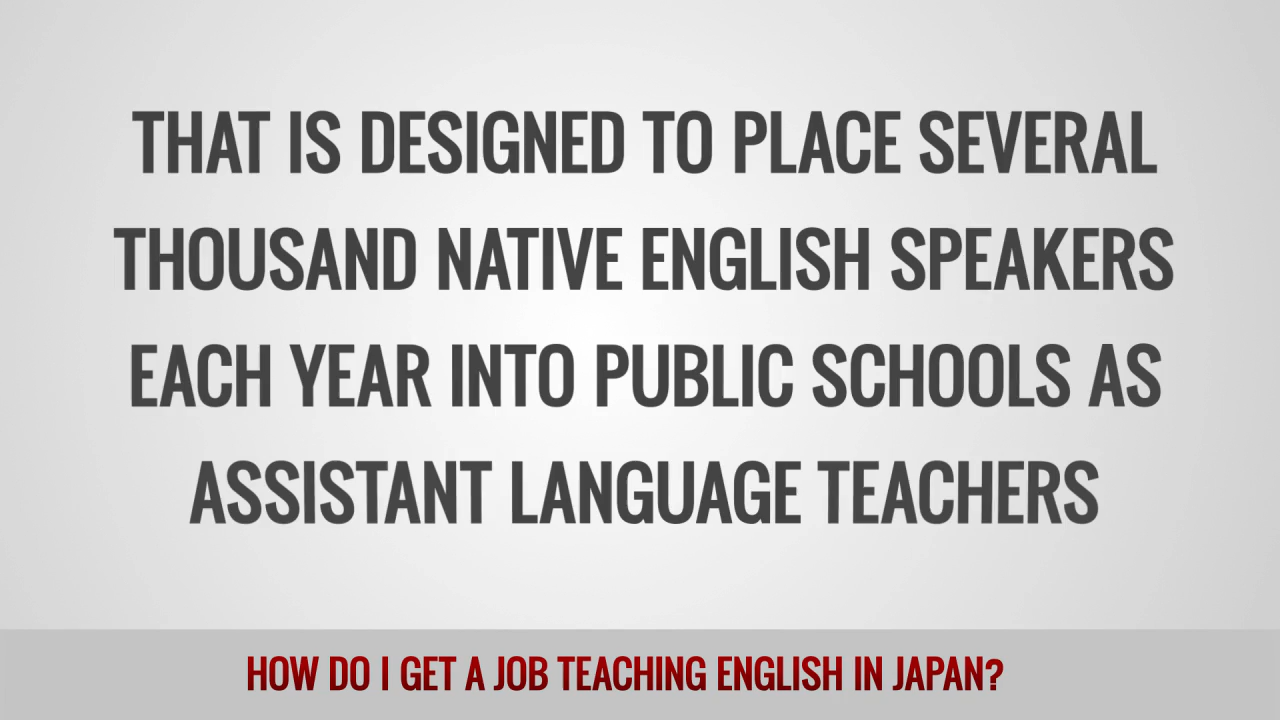 THAT IS DESIGNED TO PLACE SEVERAL
THOUSAND NATIVE ENGLISH SPEAKERS
EACH YEAR INTO PUBLIC SCHOOLS AS
ASSISTANT LANGUAGE TEACHERS
HOW DO I GET A JOB TEACHING ENGLISH IN JAPAN?